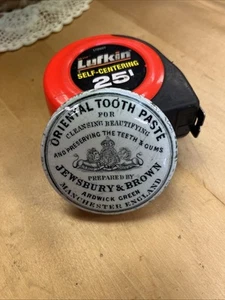 Lufkin
SELF-CENTERING
25'
ORIENTAL TOOTH PASTE
FOR
CLEANSING BEAUTIFYING
AND PRESERVING THE TEETH & GUMS
PREPARED BY
JEWSBURY & BROWN
ARDWICK GREEN
MANCHESTER ENGLAND